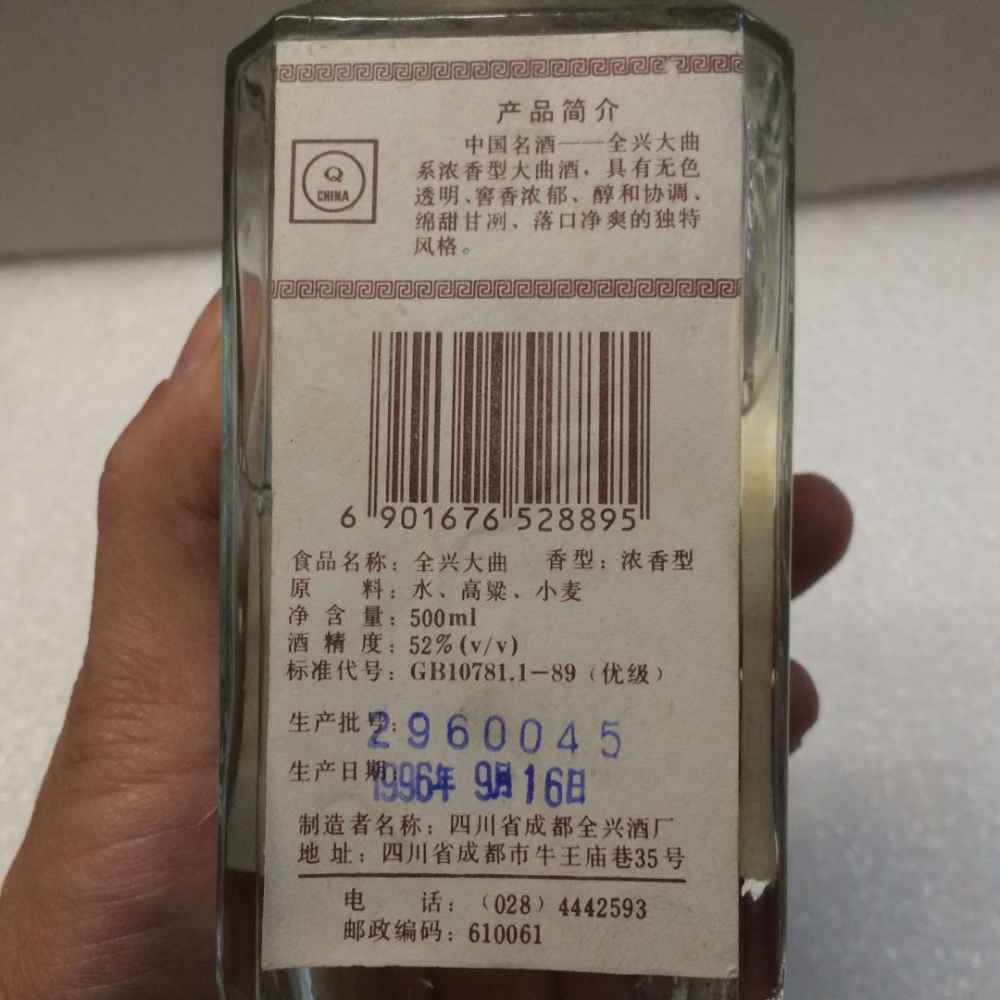 产品简介
中国名酒——全兴大曲
系浓香型大曲酒，具有无色
透明、窖香浓郁、醇和协调、
绵甜甘冽、落口净爽的独特
风格。
Q
CHINA
6 901676 528895
食品名称：全兴大曲 香型：浓香型
原 料：水、高粱、小麦
净含量：500ml
酒精度：52%(v/v)
标准代号：GB10781.1-89（优级）
生产批号：2960045
生产日期：1996年9月16日
制造者名称：四川省成都全兴酒厂
地址：四川省成都市牛王庙巷35号
电 话：（028）4442593
邮政编码：610061